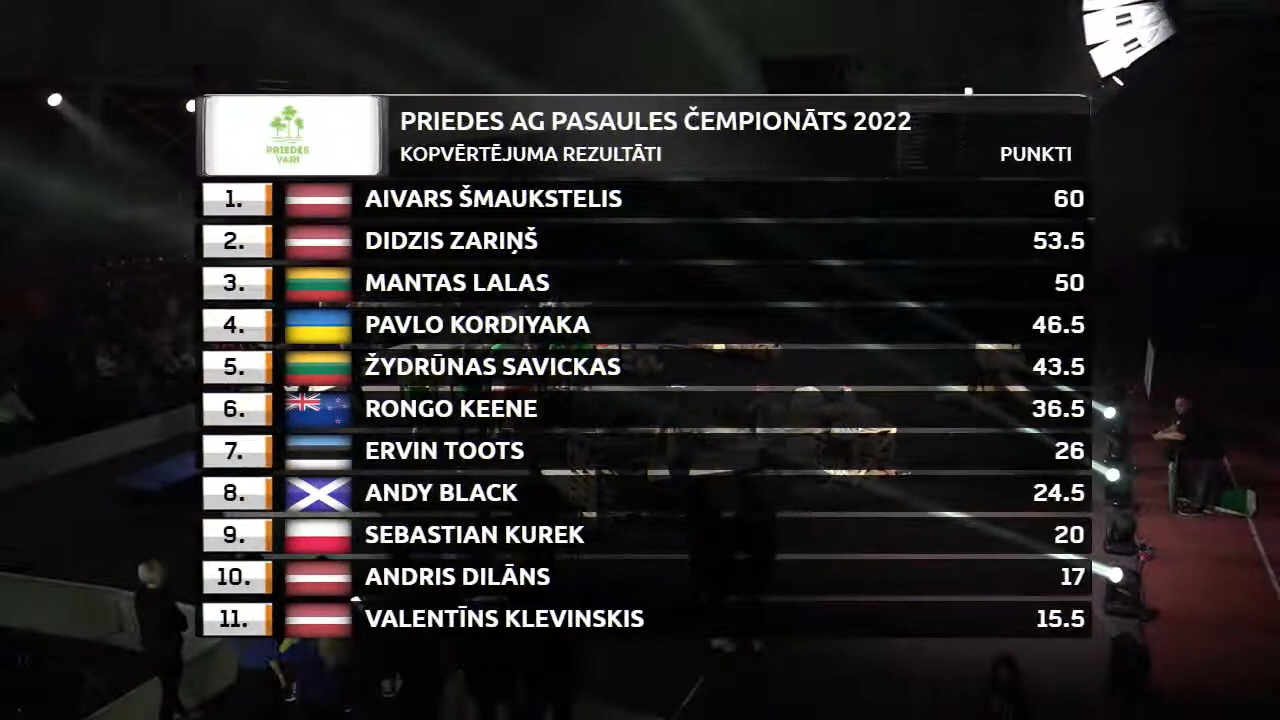 PRIEDES
VARI
PRIEDES AG PASAULES ČEMPIONĀTS 2022
KOPVĒRTĒJUMA REZULTĀTI PUNKTI
1. AIVARS ŠMAUKSTELIS 60
2. DIDZIS ZARIŅŠ 53.5
3. MANTAS LALAS 50
4. PAVLO KORDIYAKA 46.5
5. ŽYDRŪNAS SAVICKAS 43.5
6. RONGO KEENE 36.5
7. ERVIN TOOTS 26
8. ANDY BLACK 24.5
9. SEBASTIAN KUREK 20
10. ANDRIS DILĀNS 17
11. VALENTĪNS KLEVINSKIS 15.5